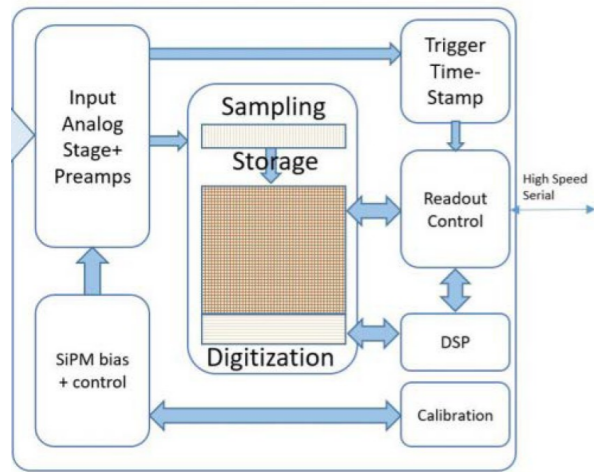 Input
Analog
Stage+
Preamps
Sampling
Storage
Digitization
Trigger
Time-
Stamp
Readout
Control
High Speed
Serial
SiPM bias
+ control
DSP
Calibration